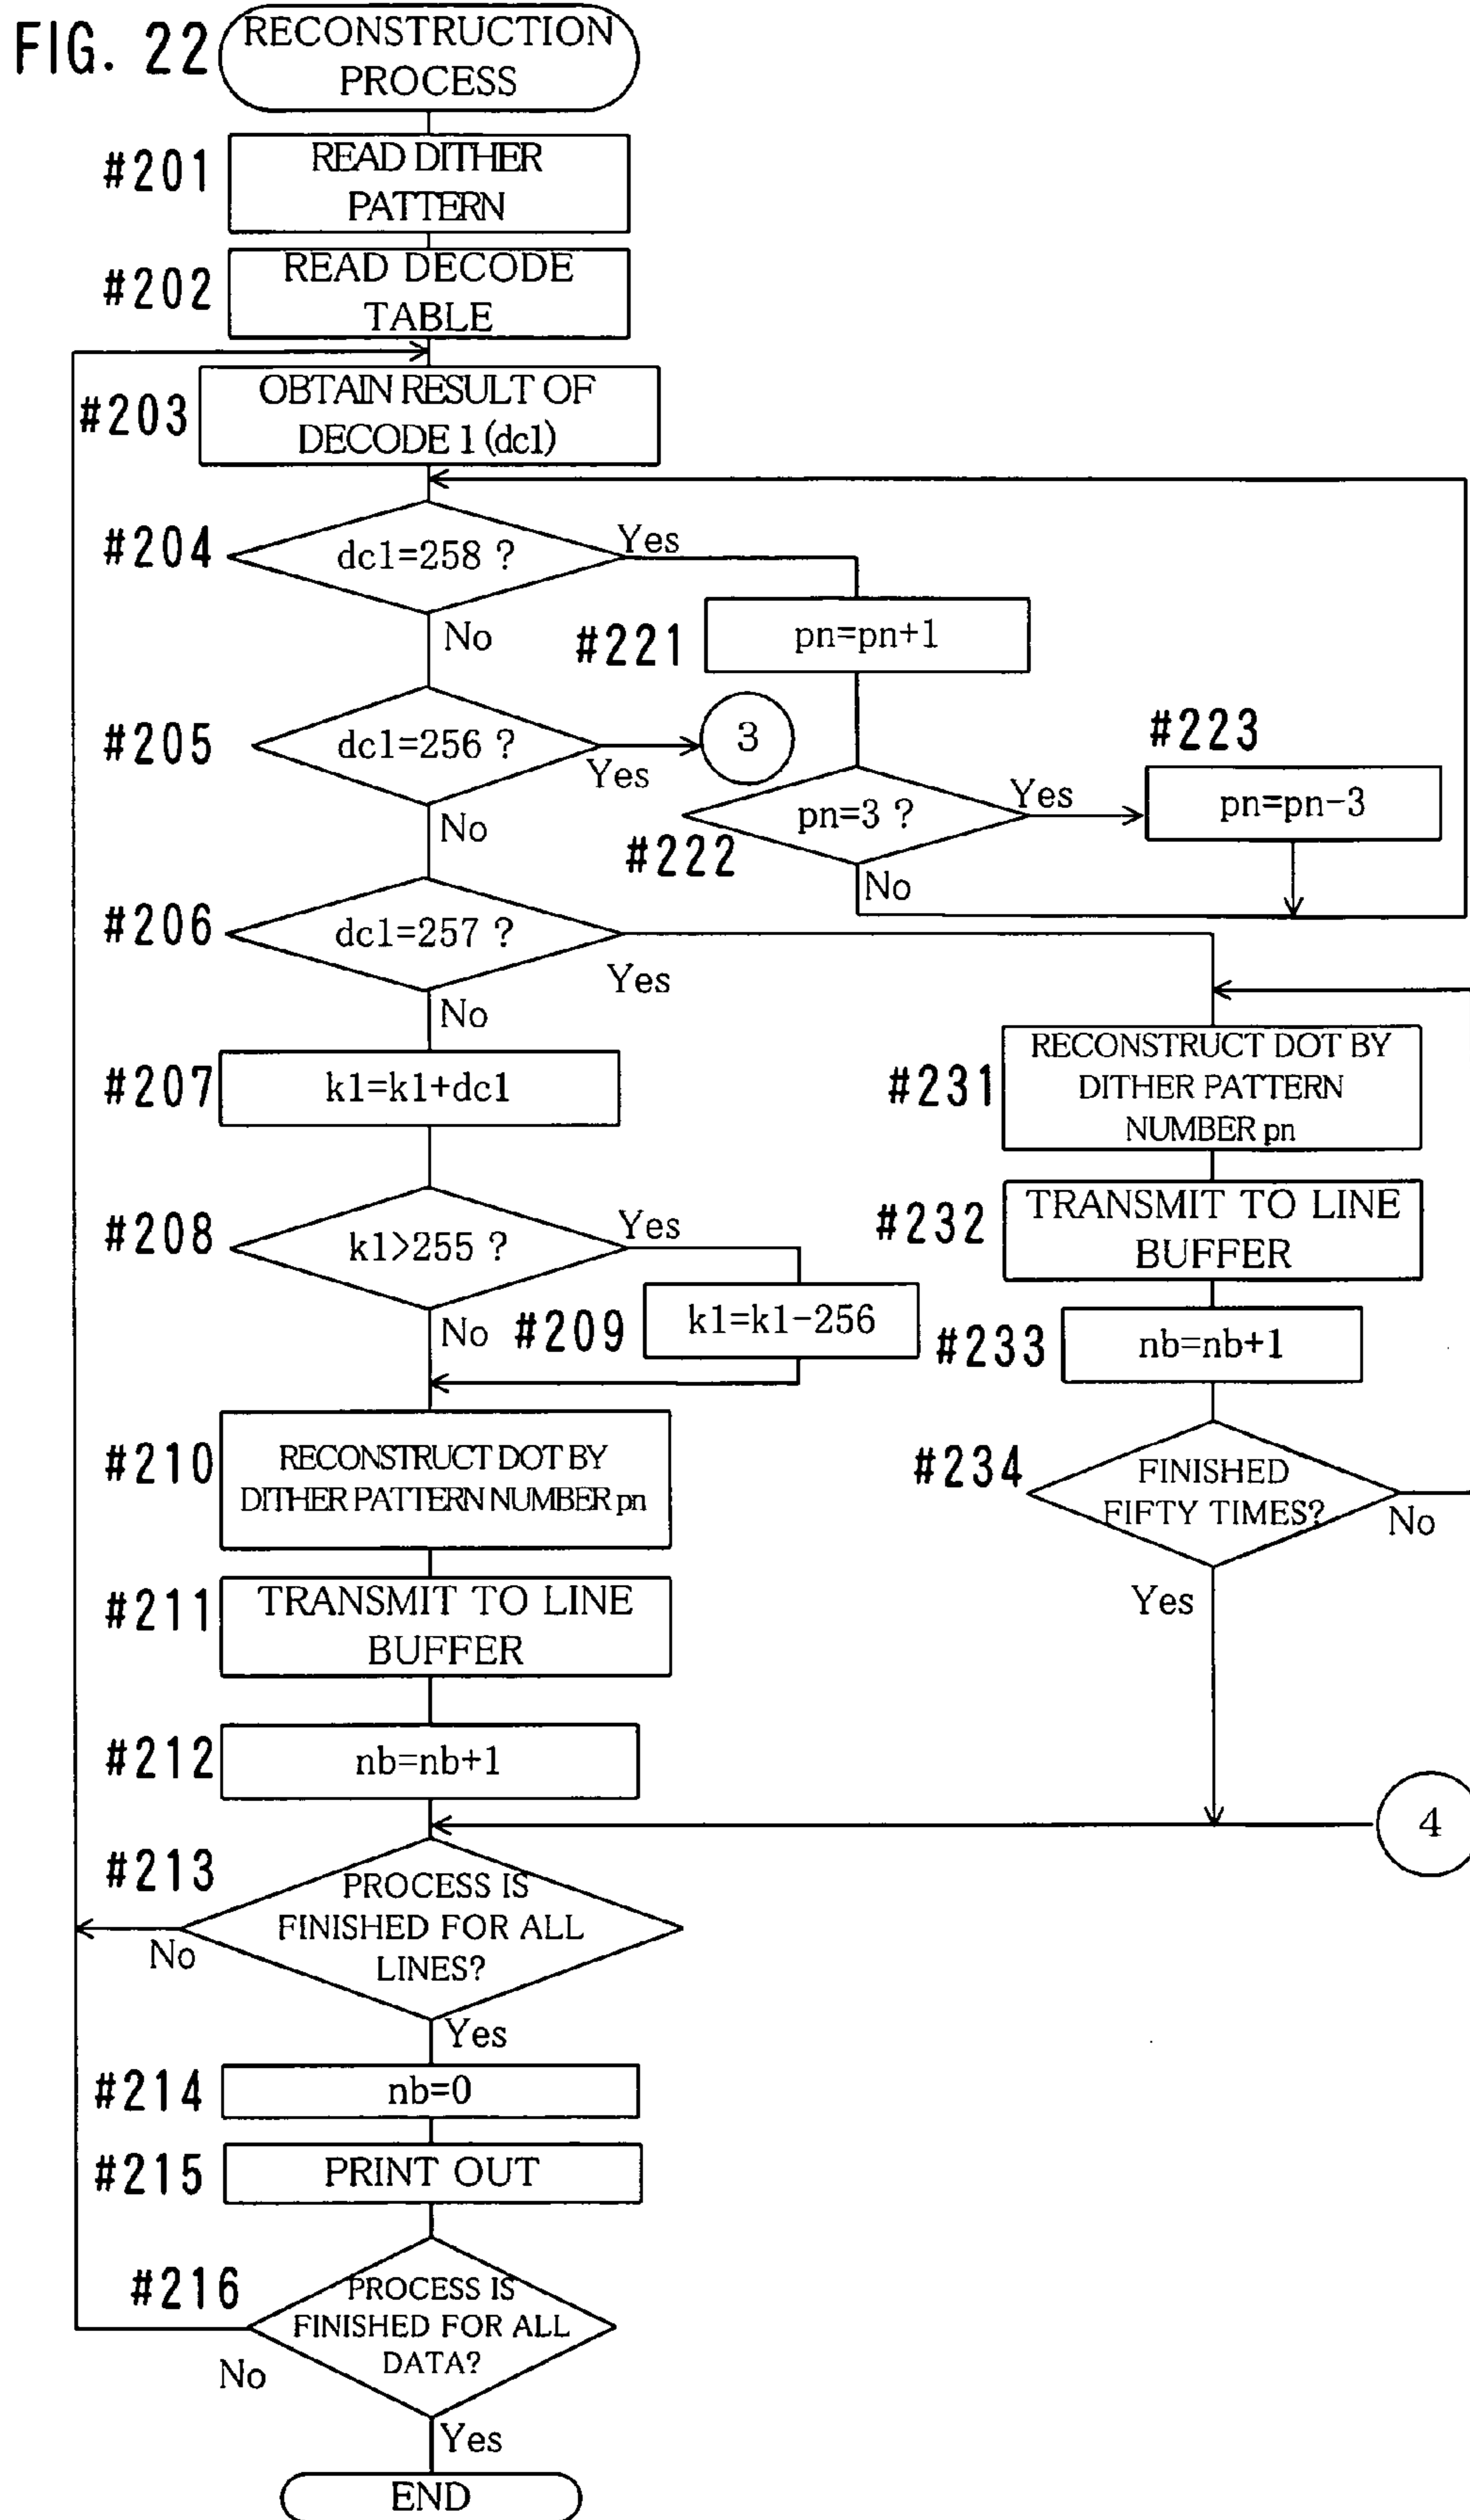 FIG. 22
RECONSTRUCTION
PROCESS
#201
READ DITHER
PATTERN
#202
READ DECODE
TABLE
#203
OBTAIN RESULT OF
DECODE 1 (dc1)
#204
dc1=258 ?
Yes
No
#221
pn=pn+1
#205
dc1=256 ?
Yes
3
No
#222
pn=3 ?
Yes
No
#223
pn=pn-3
#206
dc1=257 ?
Yes
No
#207
k1=k1+dc1
#208
k1>255 ?
Yes
No
#209
k1=k1-256
#210
RECONSTRUCT DOT BY
DITHER PATTERN NUMBER pn
#211
TRANSMIT TO LINE
BUFFER
#212
nb=nb+1
#231
RECONSTRUCT DOT BY
DITHER PATTERN
NUMBER pn
#232
TRANSMIT TO LINE
BUFFER
#233
nb=nb+1
#234
FINISHED
FIFTY TIMES?
No
Yes
4
#213
PROCESS IS
FINISHED FOR ALL
LINES?
No
Yes
#214
nb=0
#215
PRINT OUT
#216
PROCESS IS
FINISHED FOR ALL
DATA?
No
Yes
END